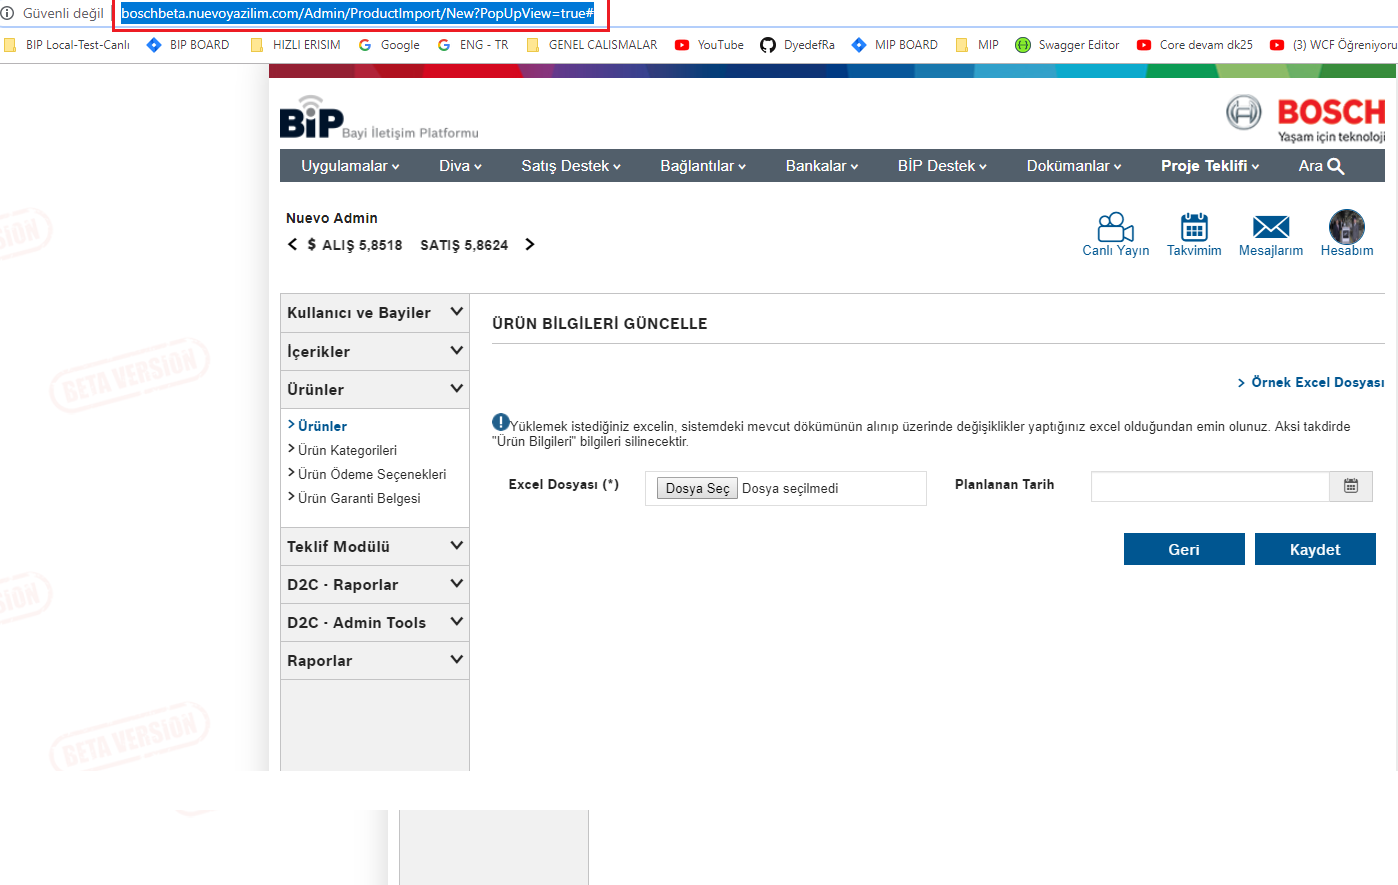 Güvenli değil
boschbeta.nuevoyazilim.com/Admin/ProductImport/New?PopUpView=true#
BIP Local-Test-Canlı BIP BOARD HIZLI ERISIM Google ENG - TR GENEL CALISMALAR YouTube DyedefRa MIP BOARD MIP Swagger Editor Core devam dk25 (3) WCF Öğreniyoru
BiP Bayi İletişim Platformu
BOSCH
Yaşam için teknoloji
Uygulamalar Diva Satış Destek Bağlantılar Bankalar BİP Destek Dokümanlar Proje Teklifi Ara
Nuevo Admin
$ ALIŞ 5,8518 SATIŞ 5,8624
Canlı Yayın Takvimim Mesajlarım Hesabım
Kullanıcı ve Bayiler
İçerikler
Ürünler
Ürünler
Ürün Kategorileri
Ürün Ödeme Seçenekleri
Ürün Garanti Belgesi
Teklif Modülü
D2C - Raporlar
D2C - Admin Tools
Raporlar
ÜRÜN BİLGİLERİ GÜNCELLE
Örnek Excel Dosyası
Yüklemek istediğiniz excelin, sistemdeki mevcut dökümünün alınıp üzerinde değişiklikler yaptığınız excel olduğundan emin olunuz. Aksi takdirde
"Ürün Bilgileri" bilgileri silinecektir.
Excel Dosyası (*) Dosya Seç Dosya seçilmedi Planlanan Tarih
Geri Kaydet
BETA VERSION
BETA VERSION